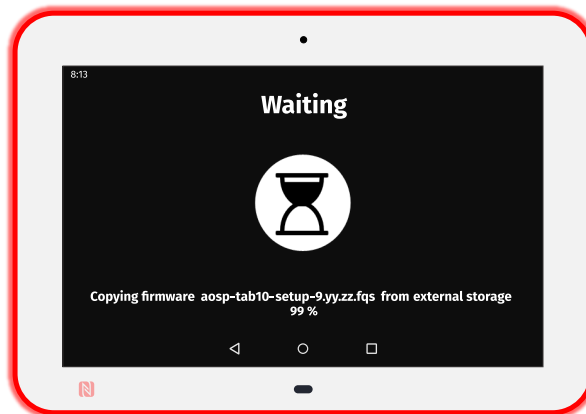 8:13
Waiting
Copying firmware aosp-tab10-setup-9.yy.zz.fqs from external storage
99 %